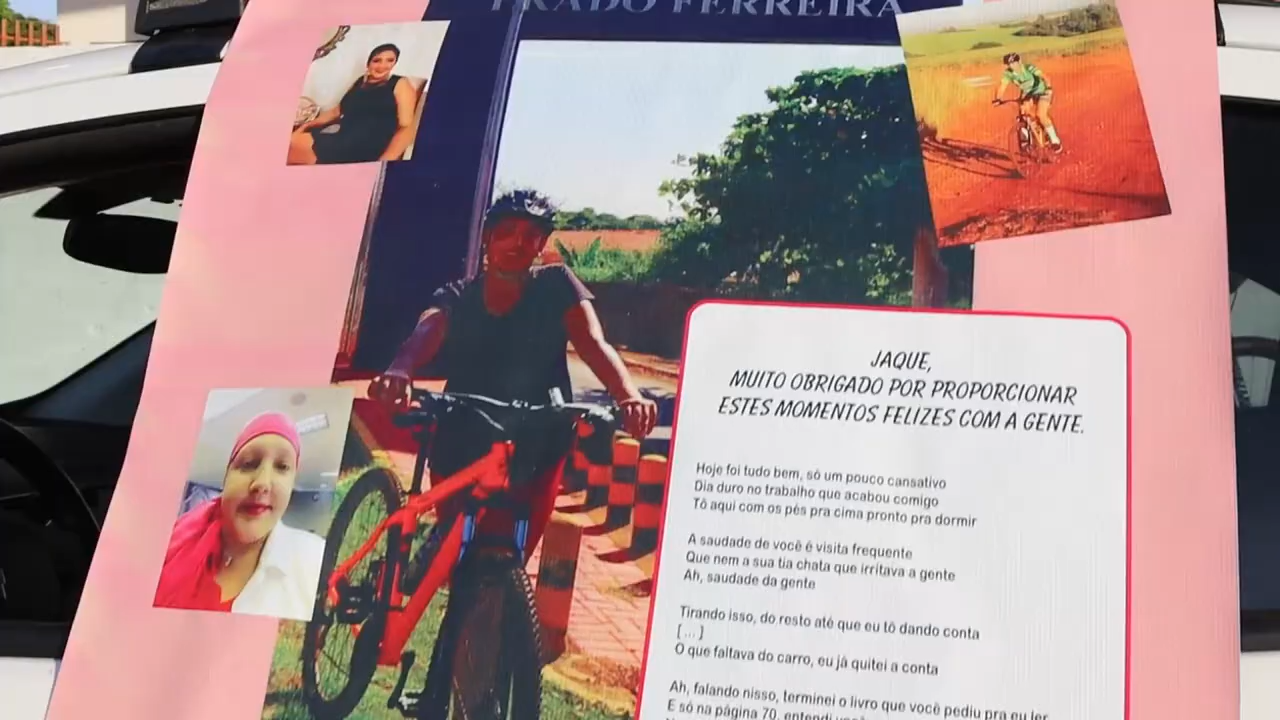 PRADO FERREIRA
JAQUE,
MUITO OBRIGADO POR PROPORCIONAR
ESTES MOMENTOS FELIZES COM A GENTE.
Hoje foi tudo bem, só um pouco cansativo
Dia duro no trabalho que acabou comigo
Tô aqui com os pés pra cima pronto pra dormir
A saudade de você é visita frequente
Que nem a sua tia chata que irritava a gente
Ah, saudade da gente
Tirando isso, do resto até que eu tô dando conta
[ ... ]
O que faltava do carro, eu já quitei a conta
Ah, falando nisso, terminei o livro que você pediu pra eu ler
E só na página 70, entendi